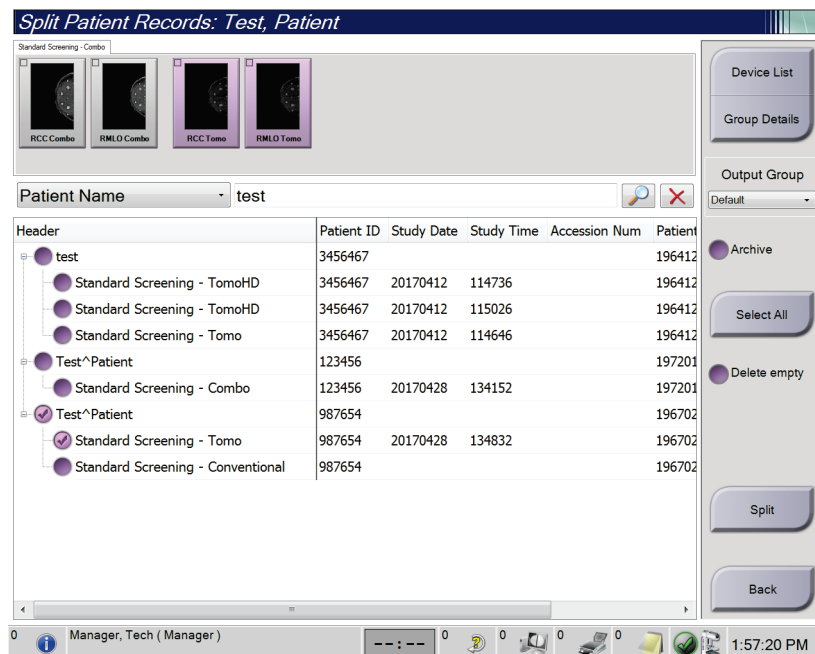 Split Patient Records: Test, Patient
Standard Screening - Combo
RCC Combo RMLO Combo RCC Tomo RMLO Tomo
Device List
Group Details
Output Group
Default
Archive
Select All
Delete empty
Split
Back
Patient Name test
Header Patient ID Study Date Study Time Accession Num Patient
test 3456467 196412
Standard Screening - TomoHD 3456467 20170412 114736 196412
Standard Screening - TomoHD 3456467 20170412 115026 196412
Standard Screening - Tomo 3456467 20170412 114646 196412
Test^Patient 123456 197201
Standard Screening - Combo 123456 20170428 134152 197201
Test^Patient 987654 196702
Standard Screening - Tomo 987654 20170428 134832 196702
Standard Screening - Conventional 987654 196702
0 Manager, Tech ( Manager ) --:-- 0 0 0 0 1:57:20 PM